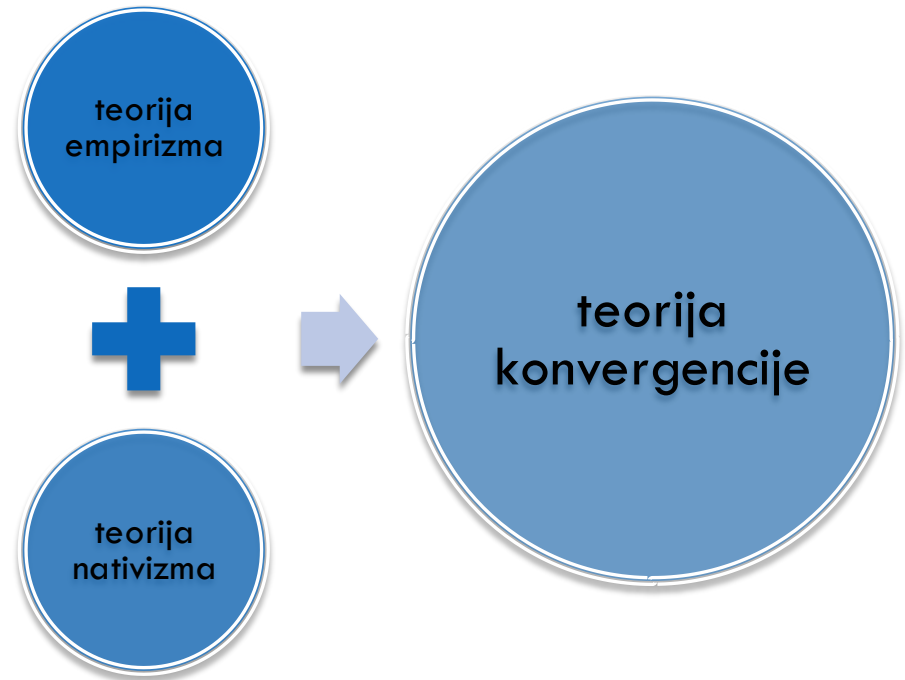 teorija
empirizma
teorija
nativizma
teorija
konvergencije